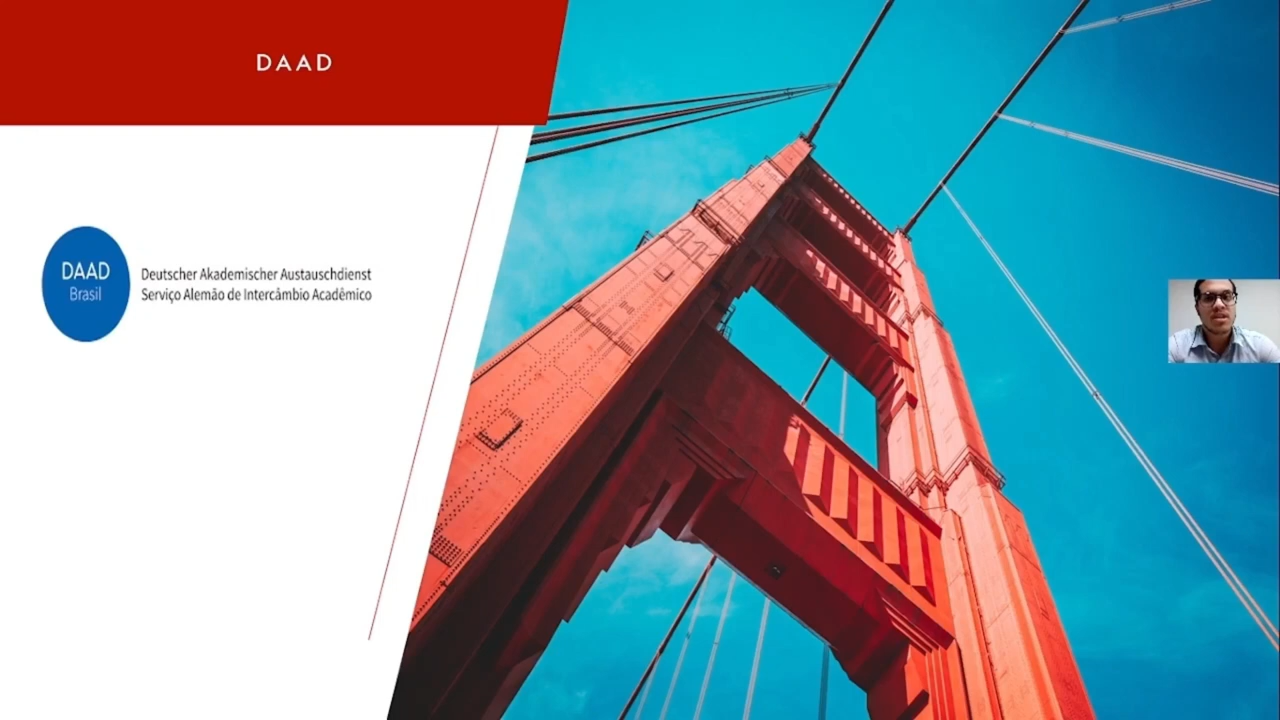 DAAD
DAAD
Brasil
Deutscher Akademischer Austauschdienst
Serviço Alemão de Intercâmbio Acadêmico